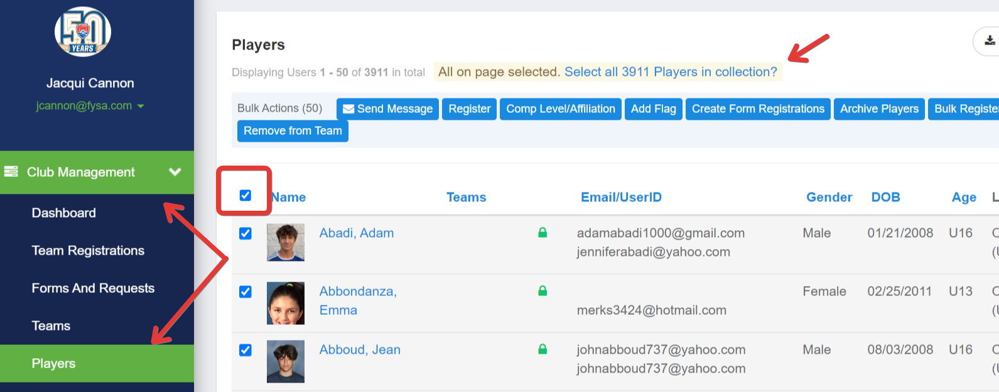 50
YEARS
Jacqui Cannon
jcannon@fysa.com
Club Management
Dashboard
Team Registrations
Forms And Requests
Teams
Players
Players
Displaying Users 1 - 50 of 3911 in total All on page selected. Select all 3911 Players in collection?
Bulk Actions (50) Send Message Register Comp Level/Affiliation Add Flag Create Form Registrations Archive Players Bulk Register
Remove from Team
Name Teams Email/UserID Gender DOB Age L
Abadi, Adam adamabadi1000@gmail.com Male 01/21/2008 U16
jenniferabadi@yahoo.com
Abbondanza, Female 02/25/2011 U13
Emma merks3424@hotmail.com
Abboud, Jean johnabboud737@yahoo.com Male 08/03/2008 U16
johnabboud737@yahoo.com